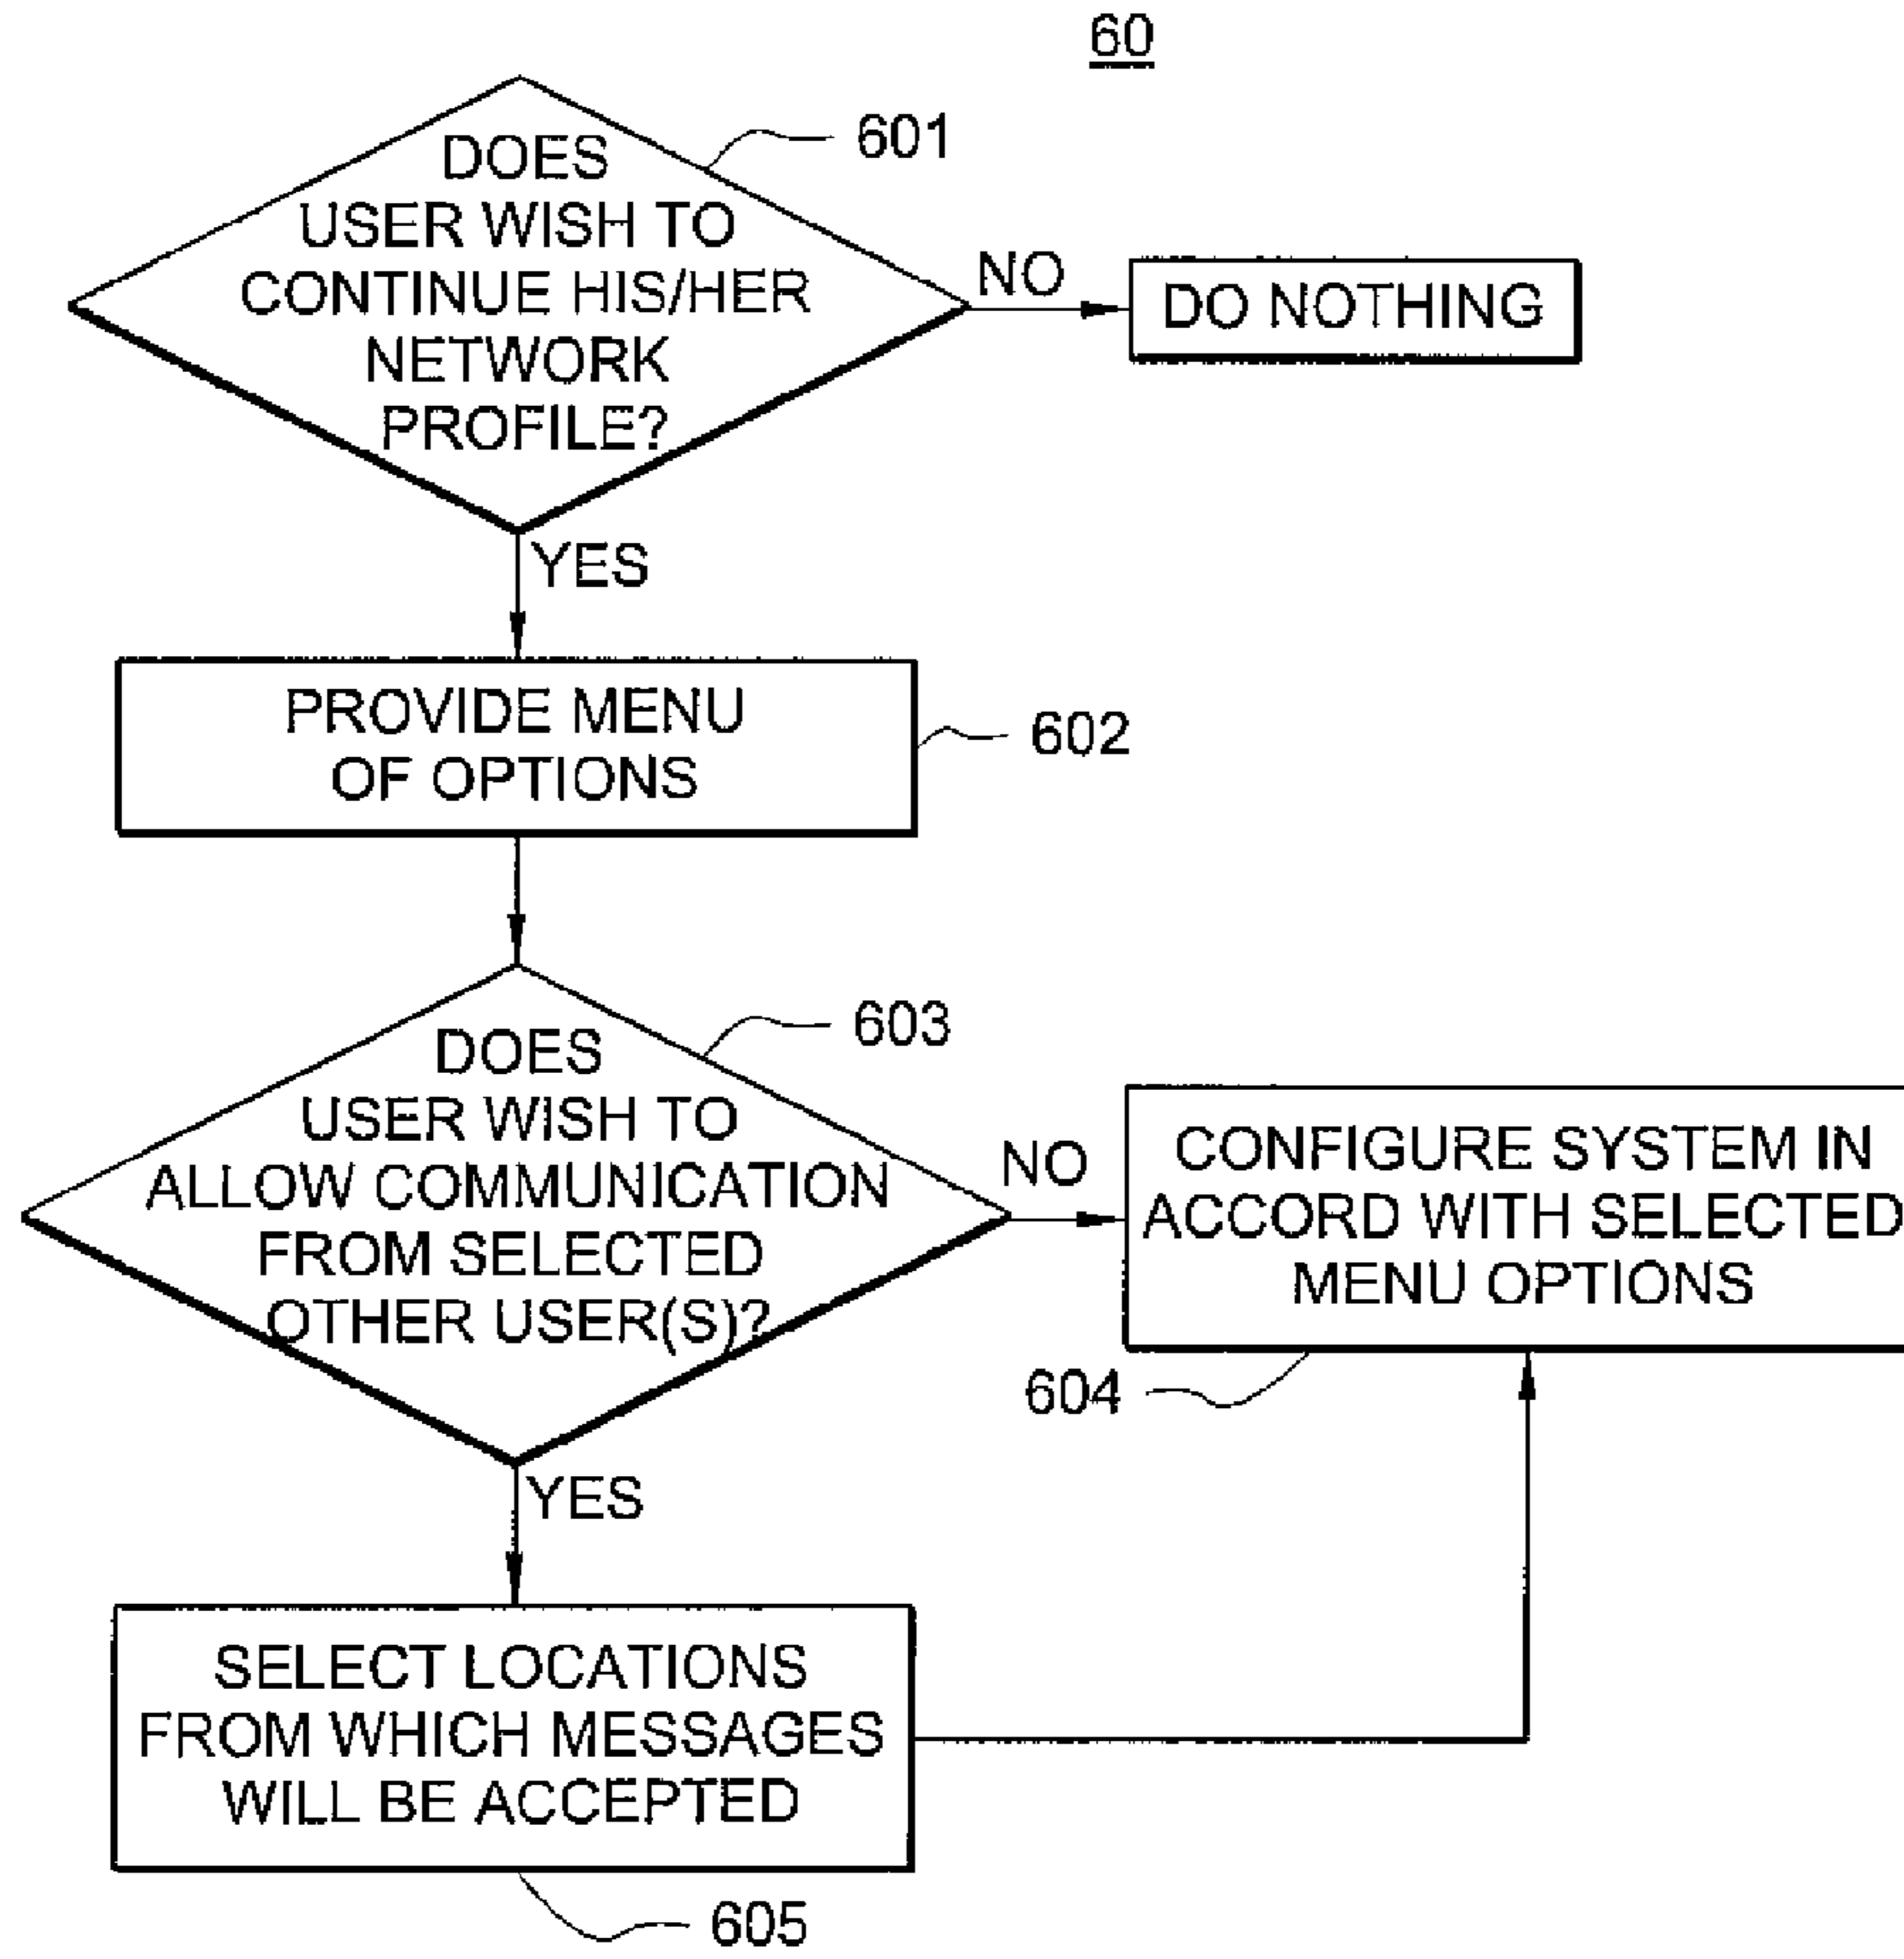 60
DOES
USER WISH TO
CONTINUE HIS/HER
NETWORK
PROFILE?
601
NO
DO NOTHING
YES
PROVIDE MENU
OF OPTIONS
602
DOES
USER WISH TO
ALLOW COMMUNICATION
FROM SELECTED
OTHER USER(S)?
603
NO
CONFIGURE SYSTEM IN
ACCORD WITH SELECTED
MENU OPTIONS
604
YES
SELECT LOCATIONS
FROM WHICH MESSAGES
WILL BE ACCEPTED
605